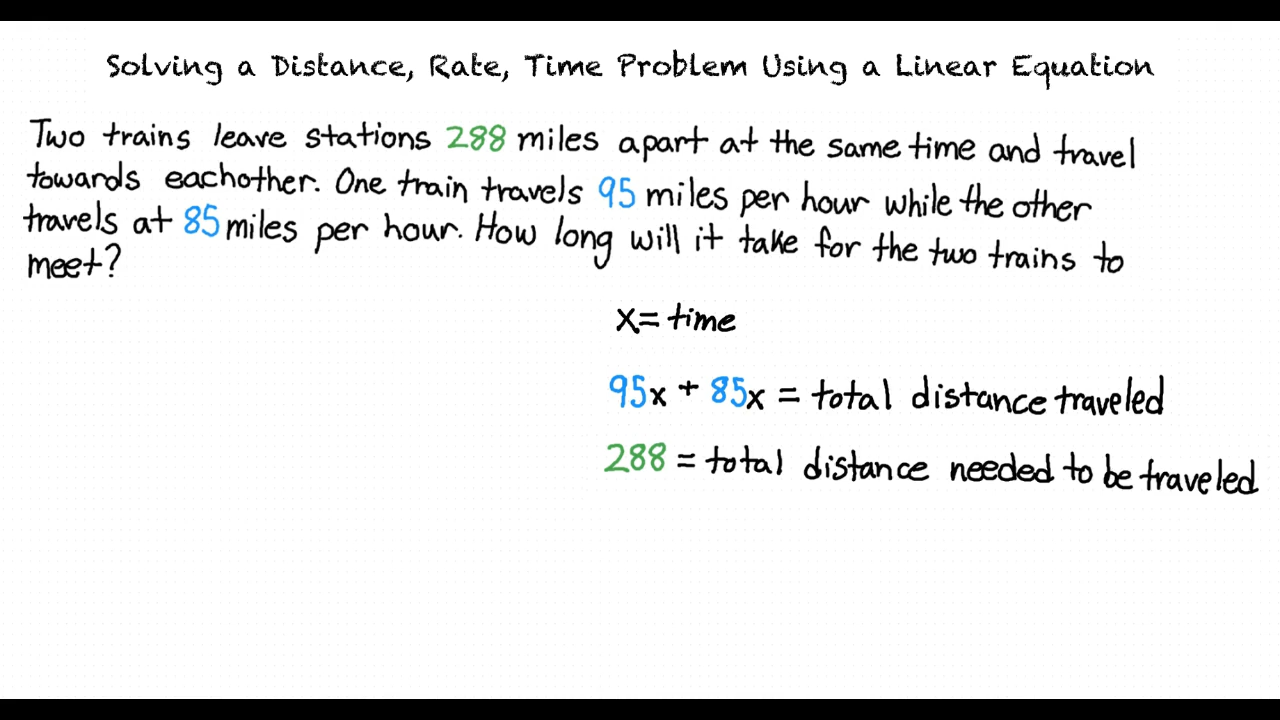 Solving a Distance, Rate, Time Problem Using a Linear Equation
Two trains leave stations 288 miles apart at the same time and travel
towards eachother. One train travels 95 miles per hour while the other
travels at 85 miles per hour. How long will it take for the two trains to
meet?
x = time
95x + 85x = total distance traveled
288 = total distance needed to be traveled